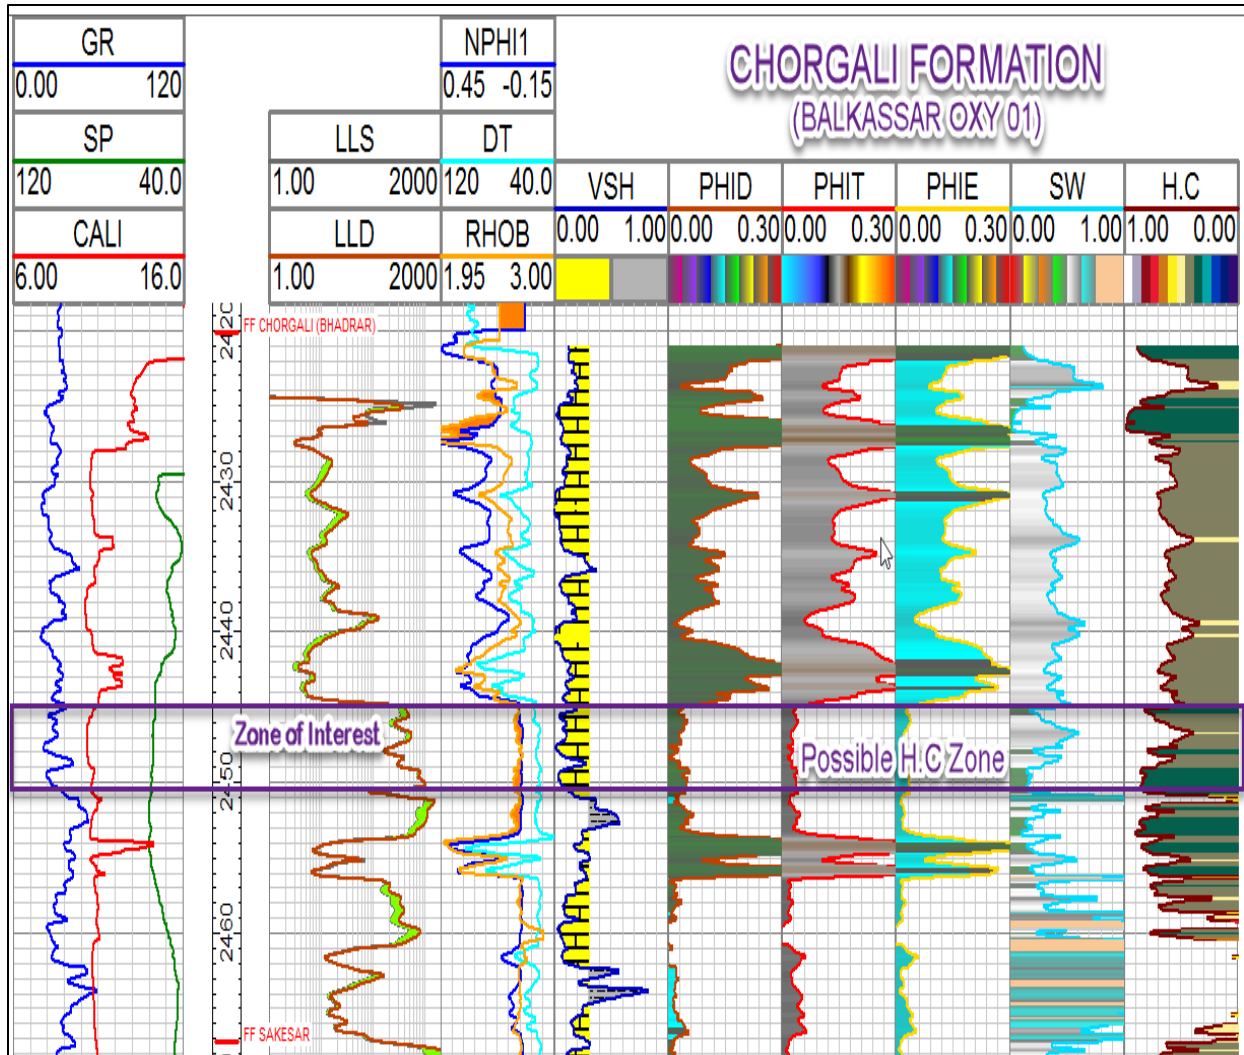 GR
0.00 120
SP
120 40.0
CALI
6.00 16.0
LLS
1.00 2000
LLD
1.00 2000
NPHI1
0.45 -0.15
DT
120 40.0
RHOB
1.95 3.00
CHORGALI FORMATION
(BALKASSAR OXY 01)
VSH
0.00 1.00
PHID
0.00 0.30
PHIT
0.00 0.30
PHIE
0.00 0.30
SW
0.00 1.00
H.C
1.00 0.00
2420
FF CHORGALI (BHADRAR)
2430
2440
Zone of Interest
Possible H.C Zone
2450
2460
FF SAKESAR